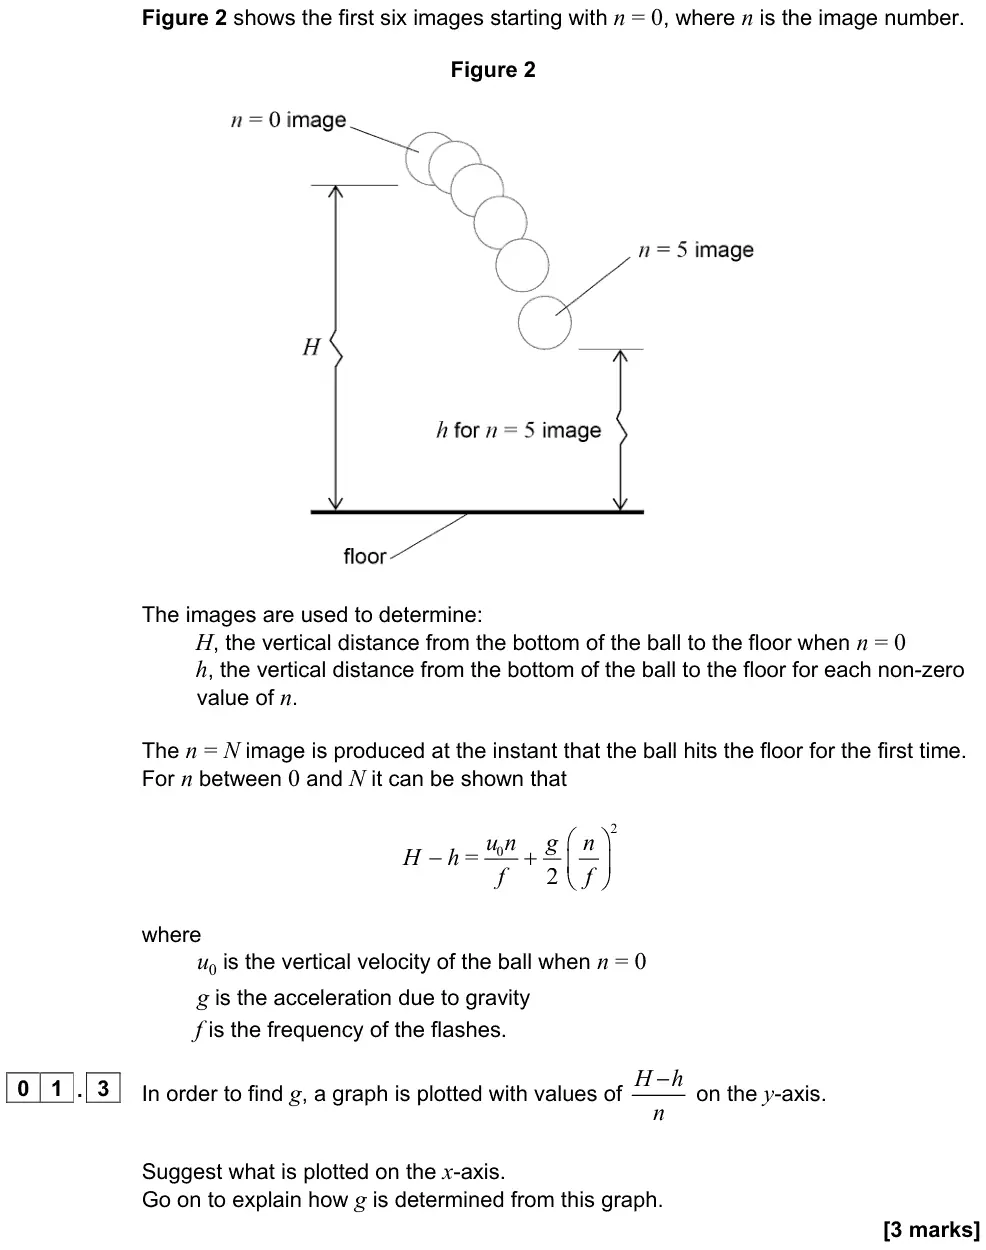 Figure 2 shows the first six images starting with n = 0, where n is the image number.
Figure 2
n = 0 image
n = 5 image
H
h for n = 5 image
floor
The images are used to determine:
H, the vertical distance from the bottom of the ball to the floor when n = 0
h, the vertical distance from the bottom of the ball to the floor for each non-zero
value of n.
The n = N image is produced at the instant that the ball hits the floor for the first time.
For n between 0 and N it can be shown that
H – h = \frac{u_0 n}{f} + \frac{g}{2} \left( \frac{n}{f} \right)^2
where
u₀ is the vertical velocity of the ball when n = 0
g is the acceleration due to gravity
f is the frequency of the flashes.
0 1 . 3 In order to find g, a graph is plotted with values of \frac{H – h}{n} on the y-axis.
Suggest what is plotted on the x-axis.
Go on to explain how g is determined from this graph.
[3 marks]